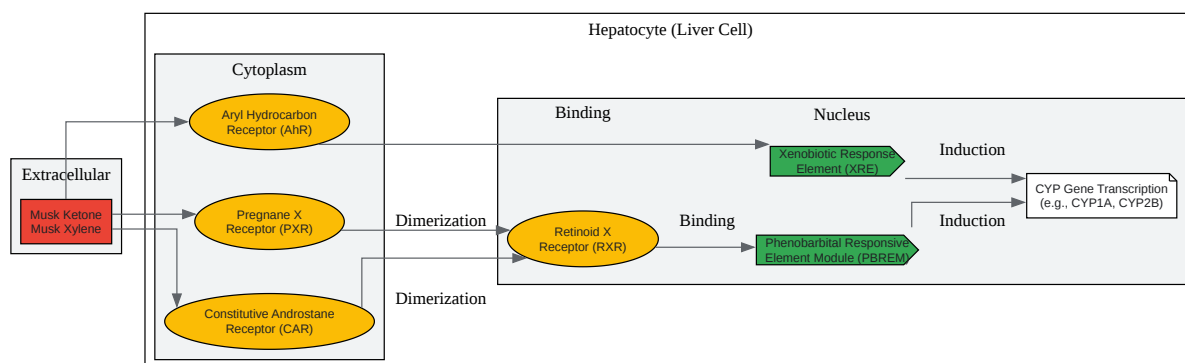 Hepatocyte (Liver Cell)
Cytoplasm
Aryl Hydrocarbon
Receptor (AhR)
Binding
Nucleus
Xenobiotic Response
Element (XRE)
Induction
Extracellular
Musk Ketone
Musk Xylene
Pregnane X
Receptor (PXR)
Dimerization
Retinoid X
Receptor (RXR)
Binding
Phenobarbital Responsive
Element Module (PBREM)
Induction
CYP Gene Transcription
(e.g., CYP1A, CYP2B)
Constitutive Androstane
Receptor (CAR)
Dimerization